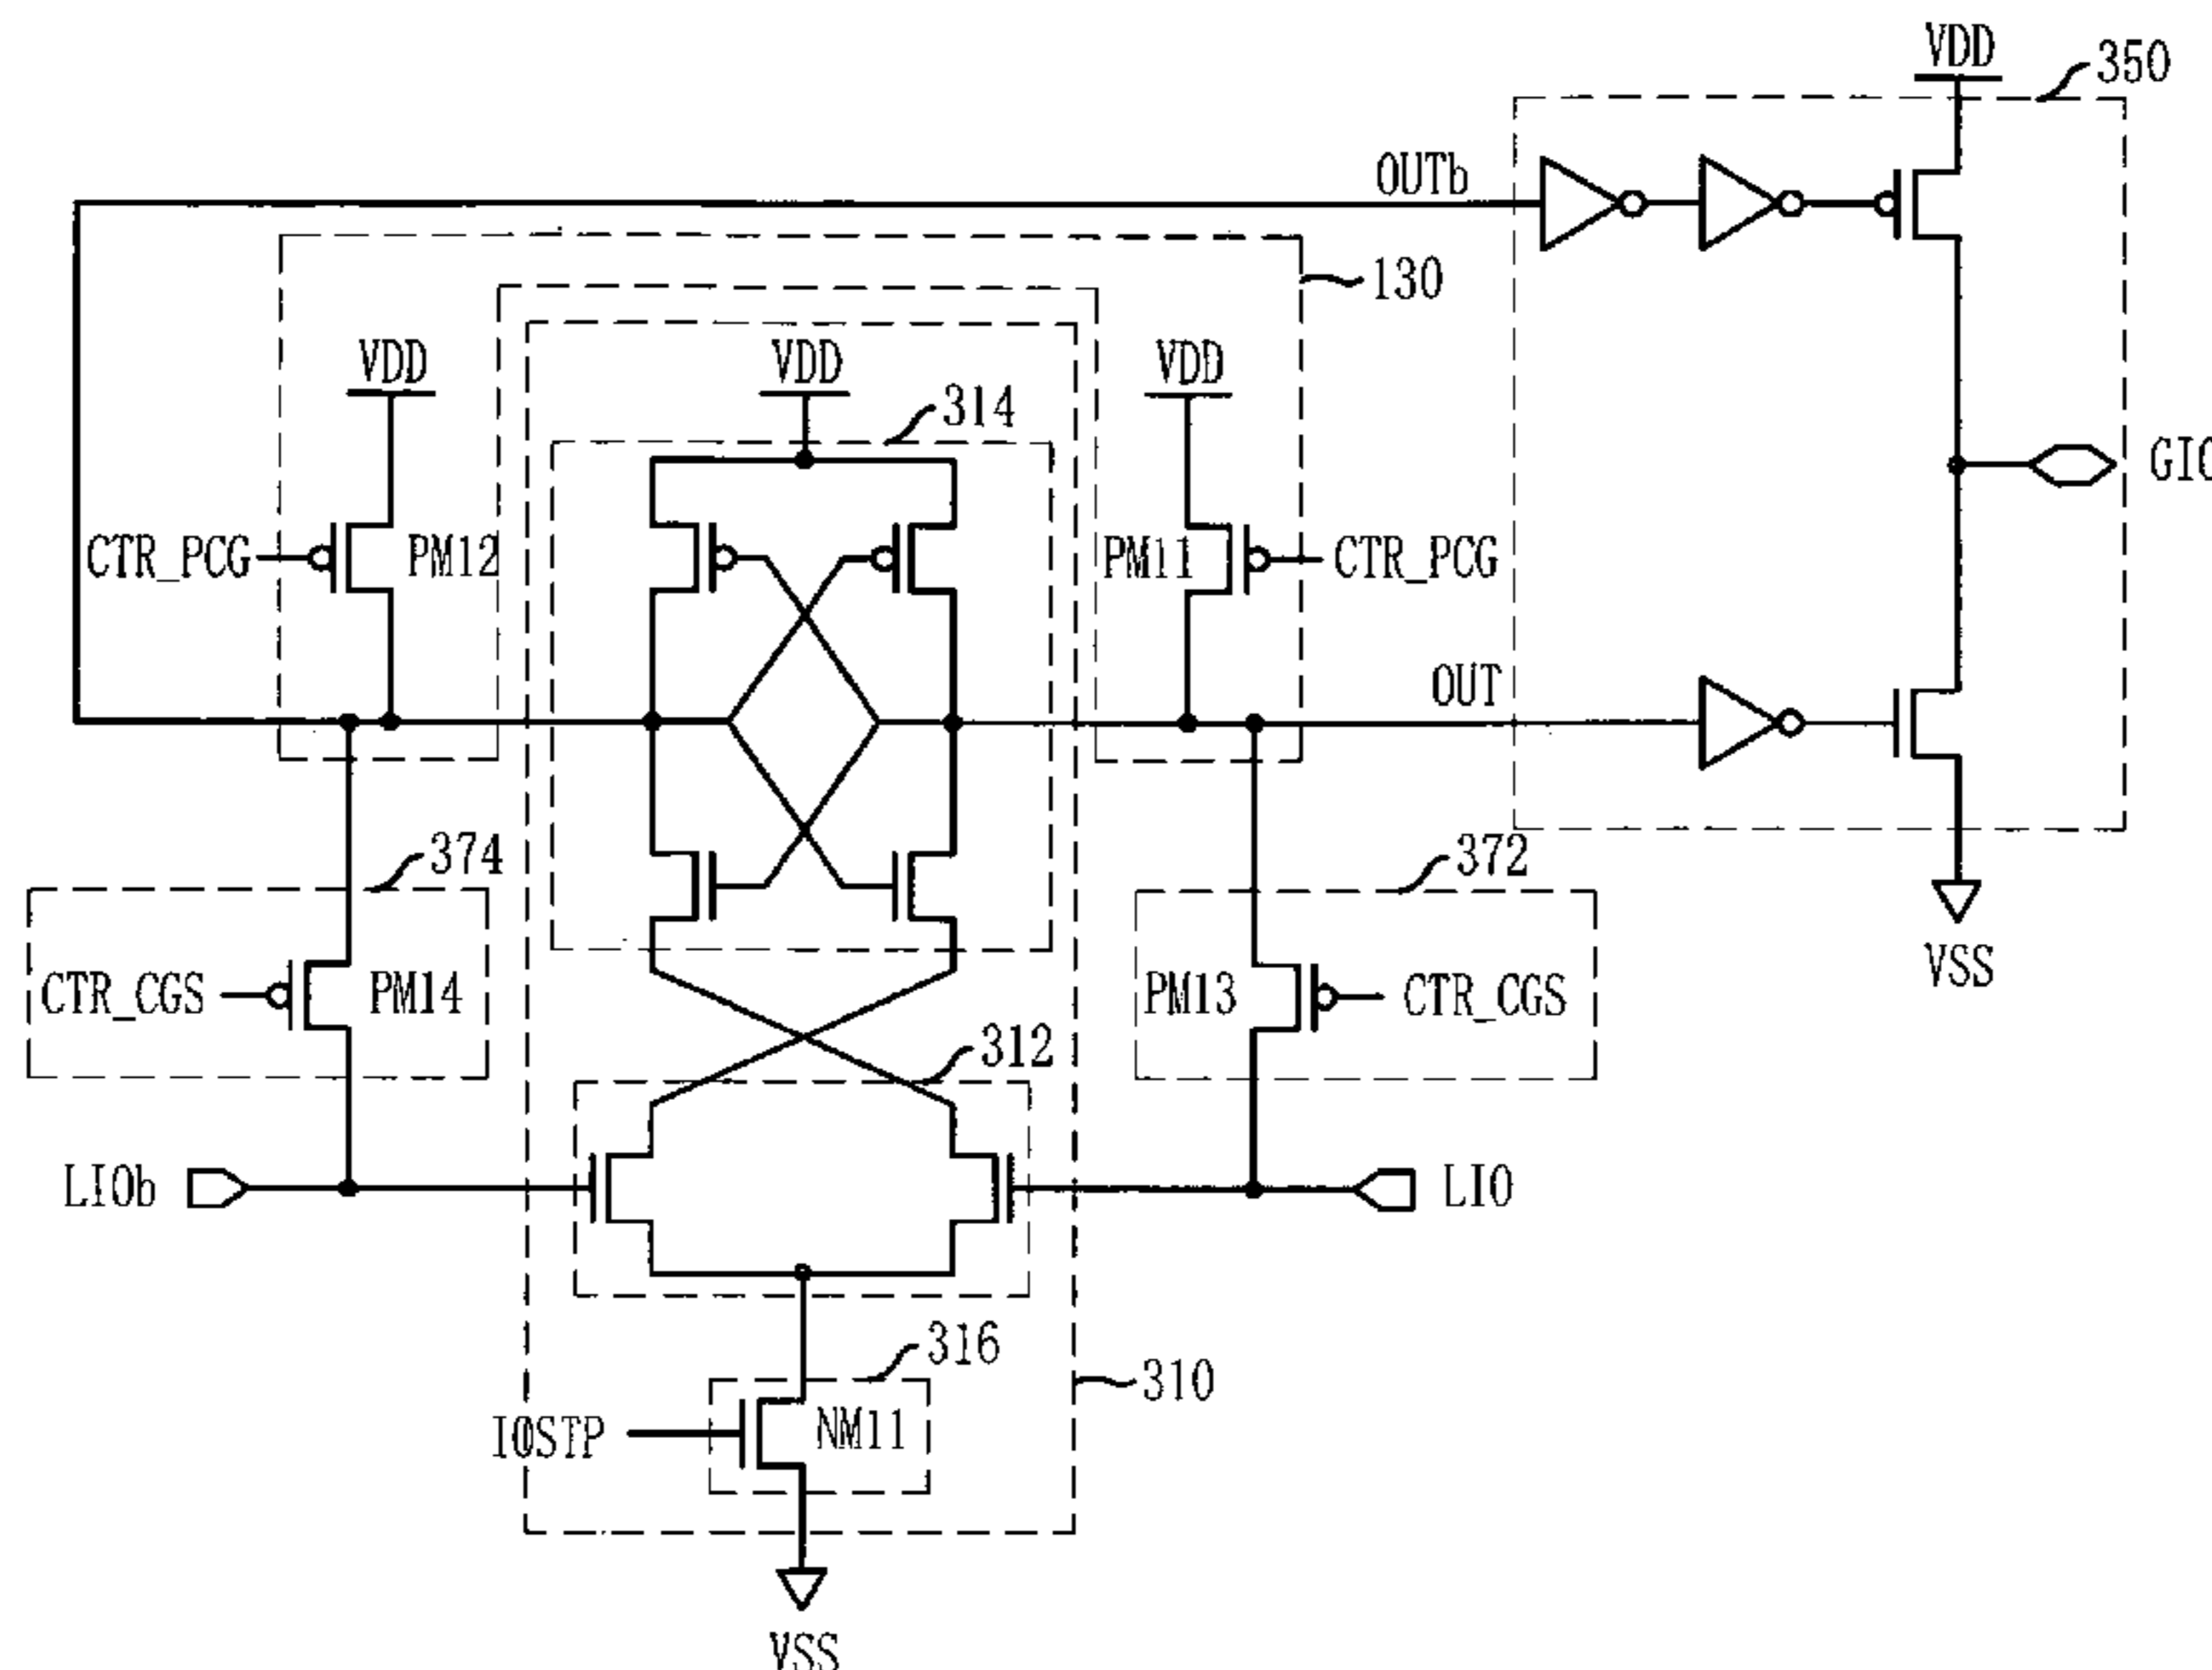 VDD
350
OUTb
130
VDD
VDD
VDD
314
GIO
CTR_PCG
PM12
PM11
CTR_PCG
OUT
374
372
CTR_CGS
PM14
PM13
CTR_CGS
VSS
312
LIOb
LIO
316
310
IOSTP
NM11
VSS